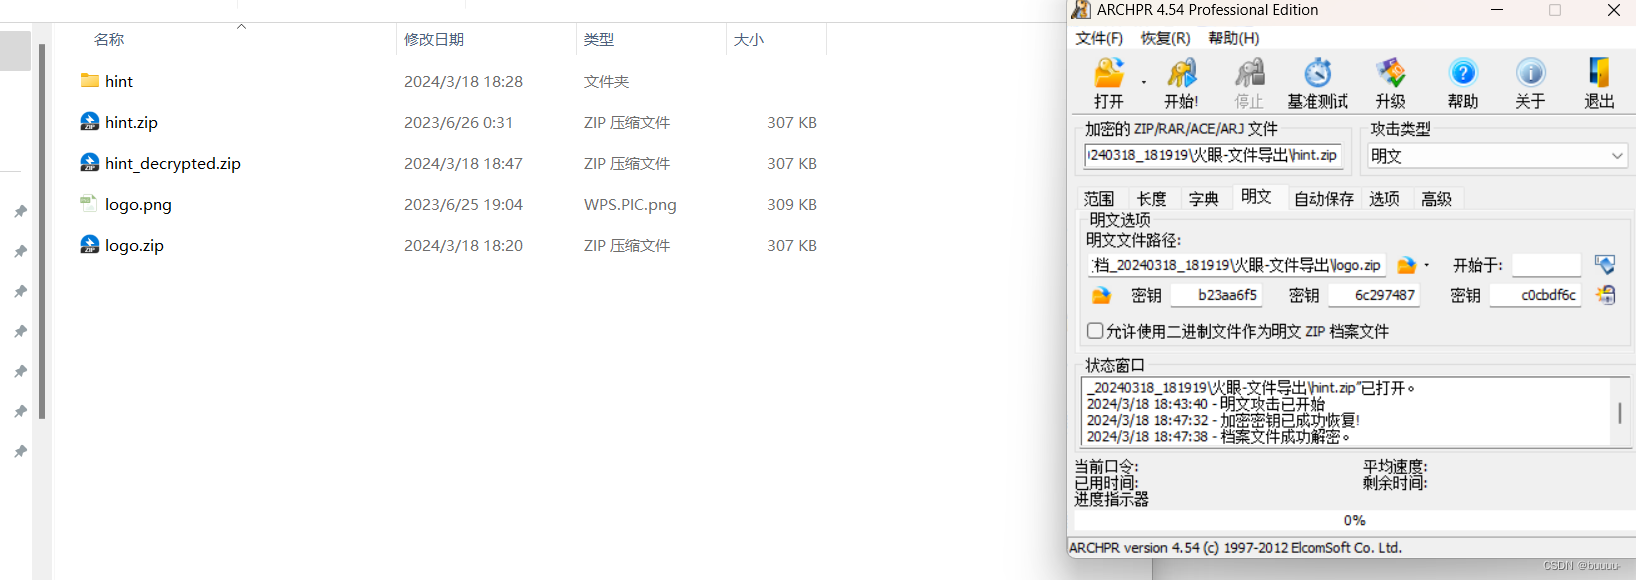 名称 修改日期 类型 大小
hint 2024/3/18 18:28 文件夹
hint.zip 2023/6/26 0:31 ZIP 压缩文件 307 KB
hint_decrypted.zip 2024/3/18 18:47 ZIP 压缩文件 307 KB
logo.png 2023/6/25 19:04 WPS.PIC.png 309 KB
logo.zip 2024/3/18 18:20 ZIP 压缩文件 307 KB
ARCHPR 4.54 Professional Edition
文件(F) 恢复(R) 帮助(H)
打开 开始! 停止 基准测试 升级 帮助 关于 退出
加密的 ZIP/RAR/ACE/ARJ 文件 攻击类型
240318_181919\火眼-文件导出\hint.zip 明文
范围 长度 字典 明文 自动保存 选项 高级
明文选项
明文文件路径:
档_20240318_181919\火眼-文件导出\logo.zip 开始于:
密钥 b23aa6f5 密钥 6c297487 密钥 c0cbdf6c
允许使用二进制文件作为明文 ZIP 档案文件
状态窗口
_20240318_181919\火眼-文件导出\hint.zip"已打开。
2024/3/18 18:43:40 - 明文攻击已开始
2024/3/18 18:47:32 - 加密密钥已成功恢复!
2024/3/18 18:47:38 - 档案文件成功解密。
当前口令: 平均速度:
已用时间: 剩余时间:
进度指示器
0%
ARCHPR version 4.54 (c) 1997-2012 ElcomSoft Co. Ltd.
CSDN @buuuu-